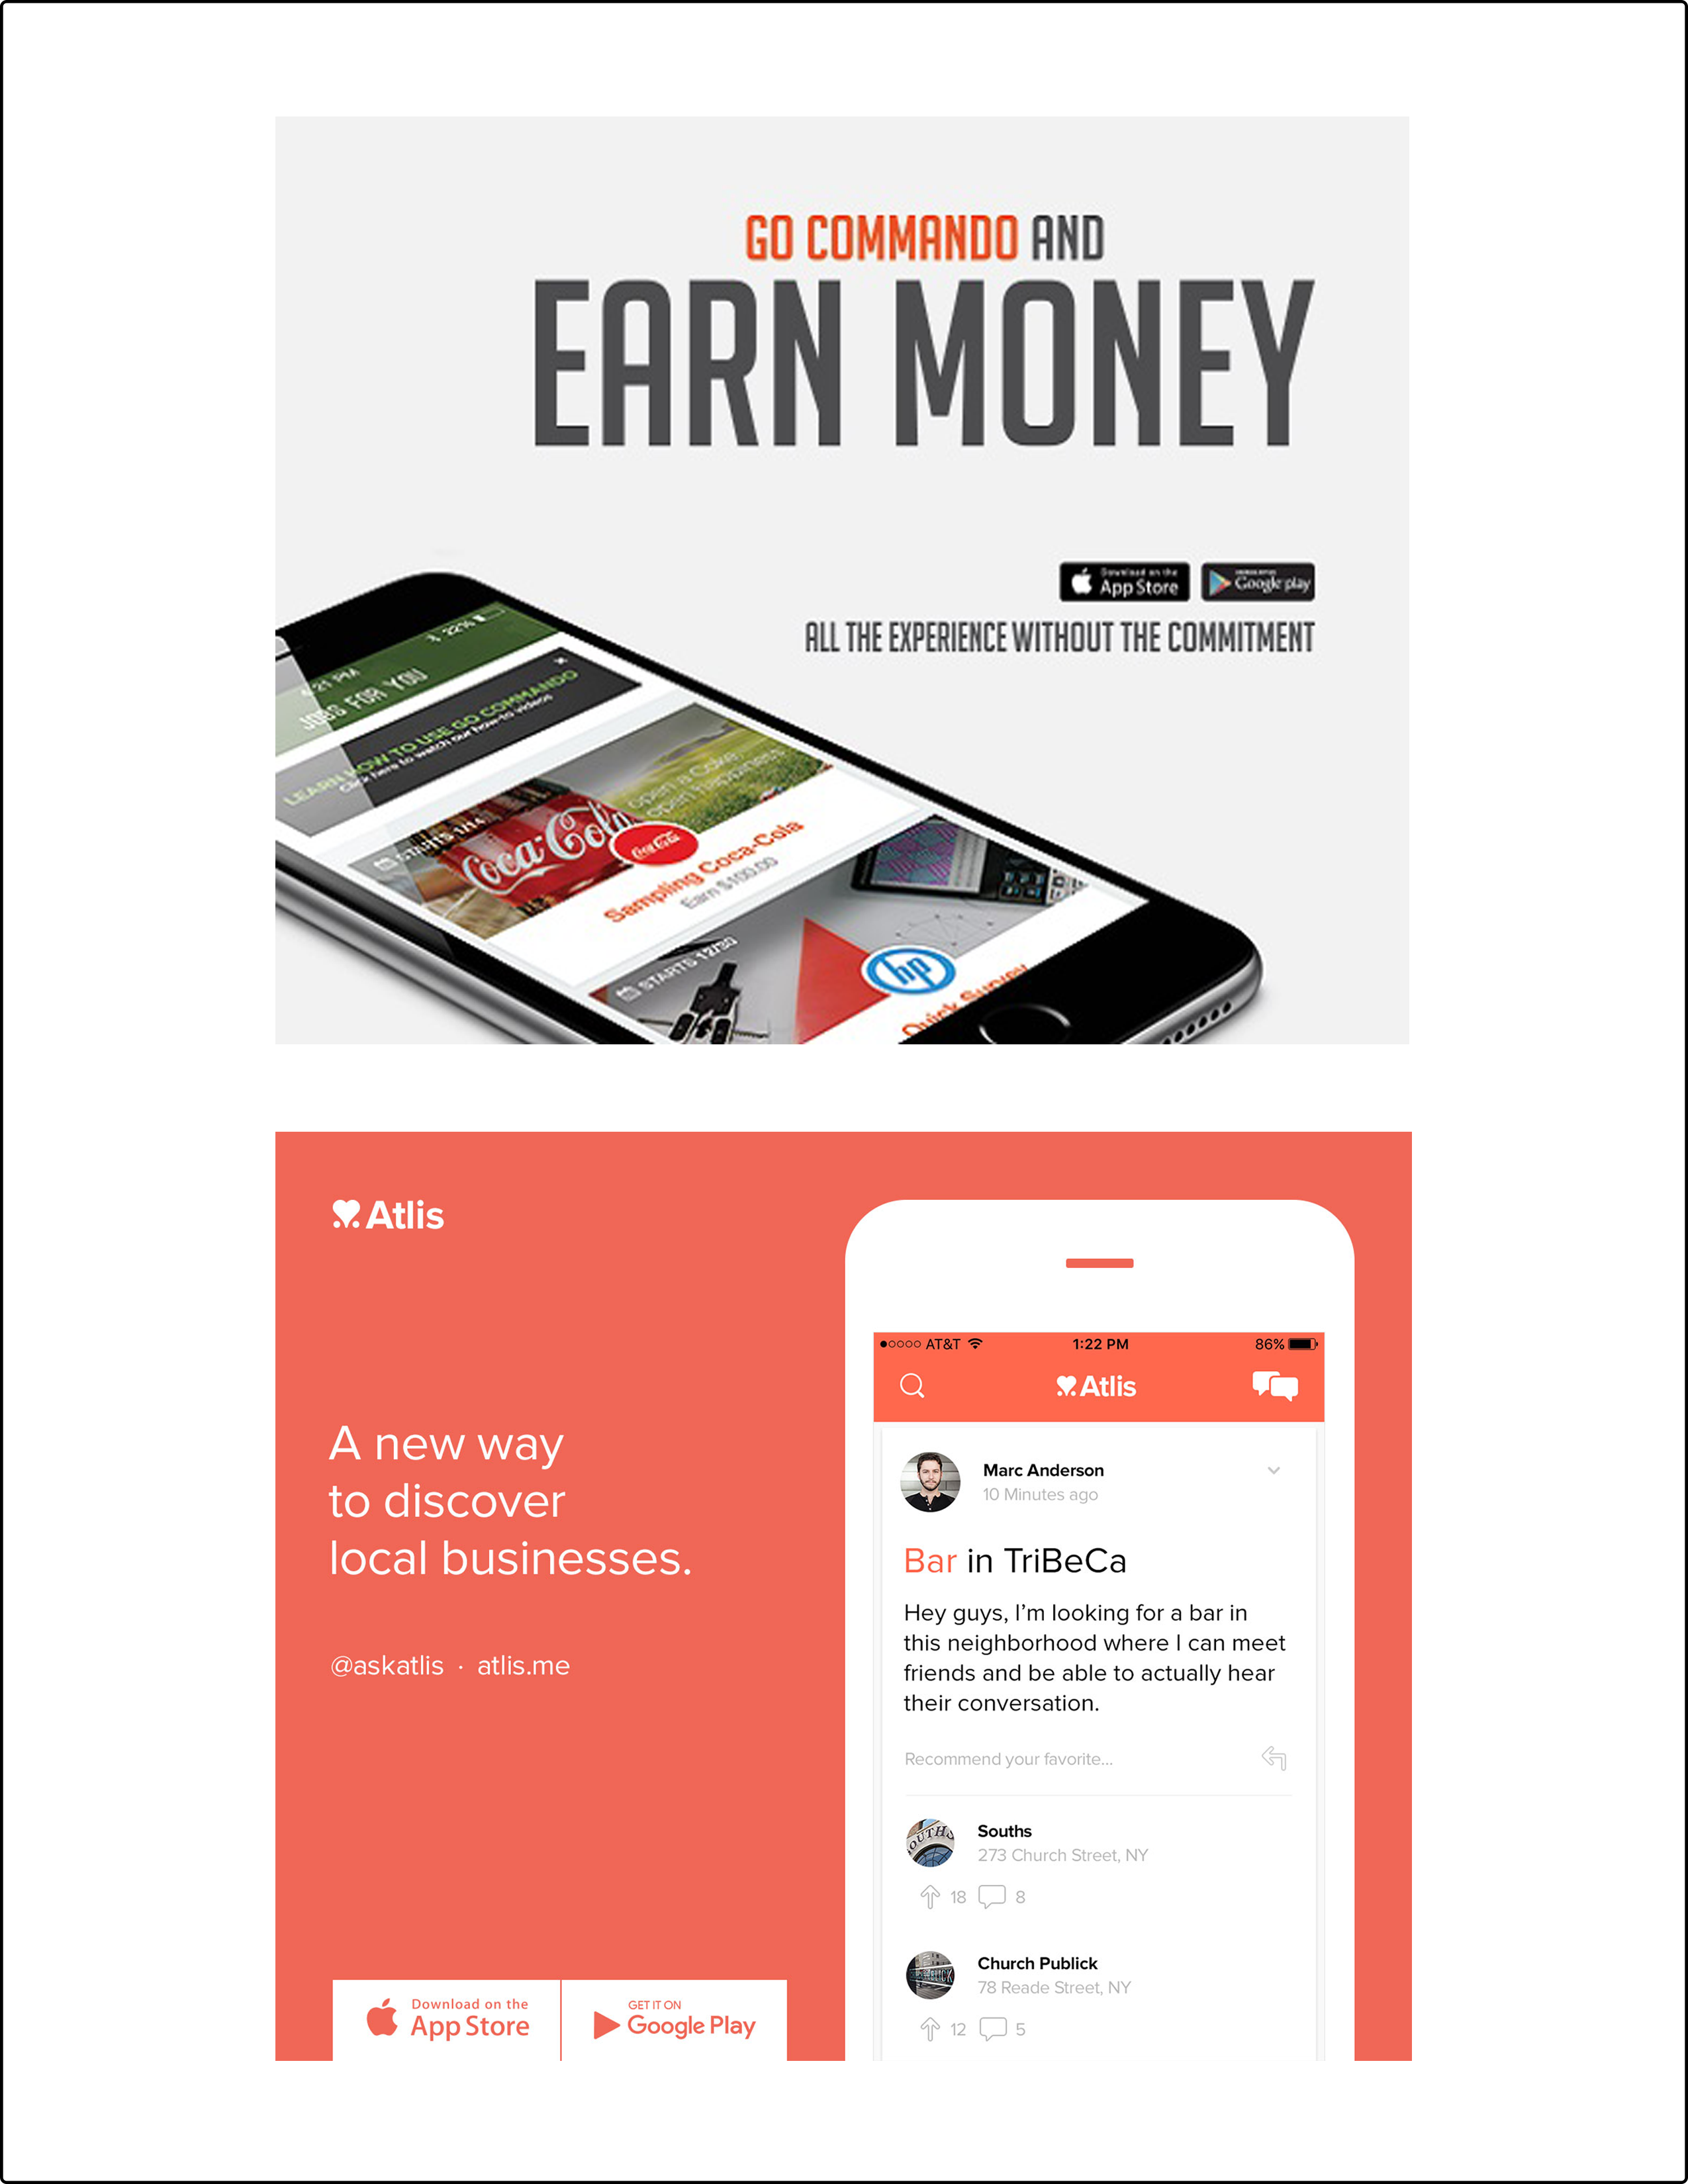 GO COMMANDO AND
EARN MONEY
Download on the
App Store
Google play
ALL THE EXPERIENCE WITHOUT THE COMMITMENT
22%
4:21 PM
JOBS FOR YOU
LEARN HOW TO USE GO COMMANDO
Click here to watch our how-to videos
STARTS 1/14
Coca-Cola
Open a Coke,
Open Happiness
Coca-Cola
Sampling Coca-Cola
Earn $100.00
STARTS 12/30
hp
Quick Survey
Atlis
A new way
to discover
local businesses.
@askatlis · atlis.me
Download on the
App Store
GET IT ON
Google Play
AT&T 1:22 PM 86%
Atlis
Marc Anderson
10 Minutes ago
Bar in TriBeCa
Hey guys, I’m looking for a bar in
this neighborhood where I can meet
friends and be able to actually hear
their conversation.
Recommend your favorite...
OUTHS
Souths
273 Church Street, NY
18 8
Church Publick
78 Reade Street, NY
12 5